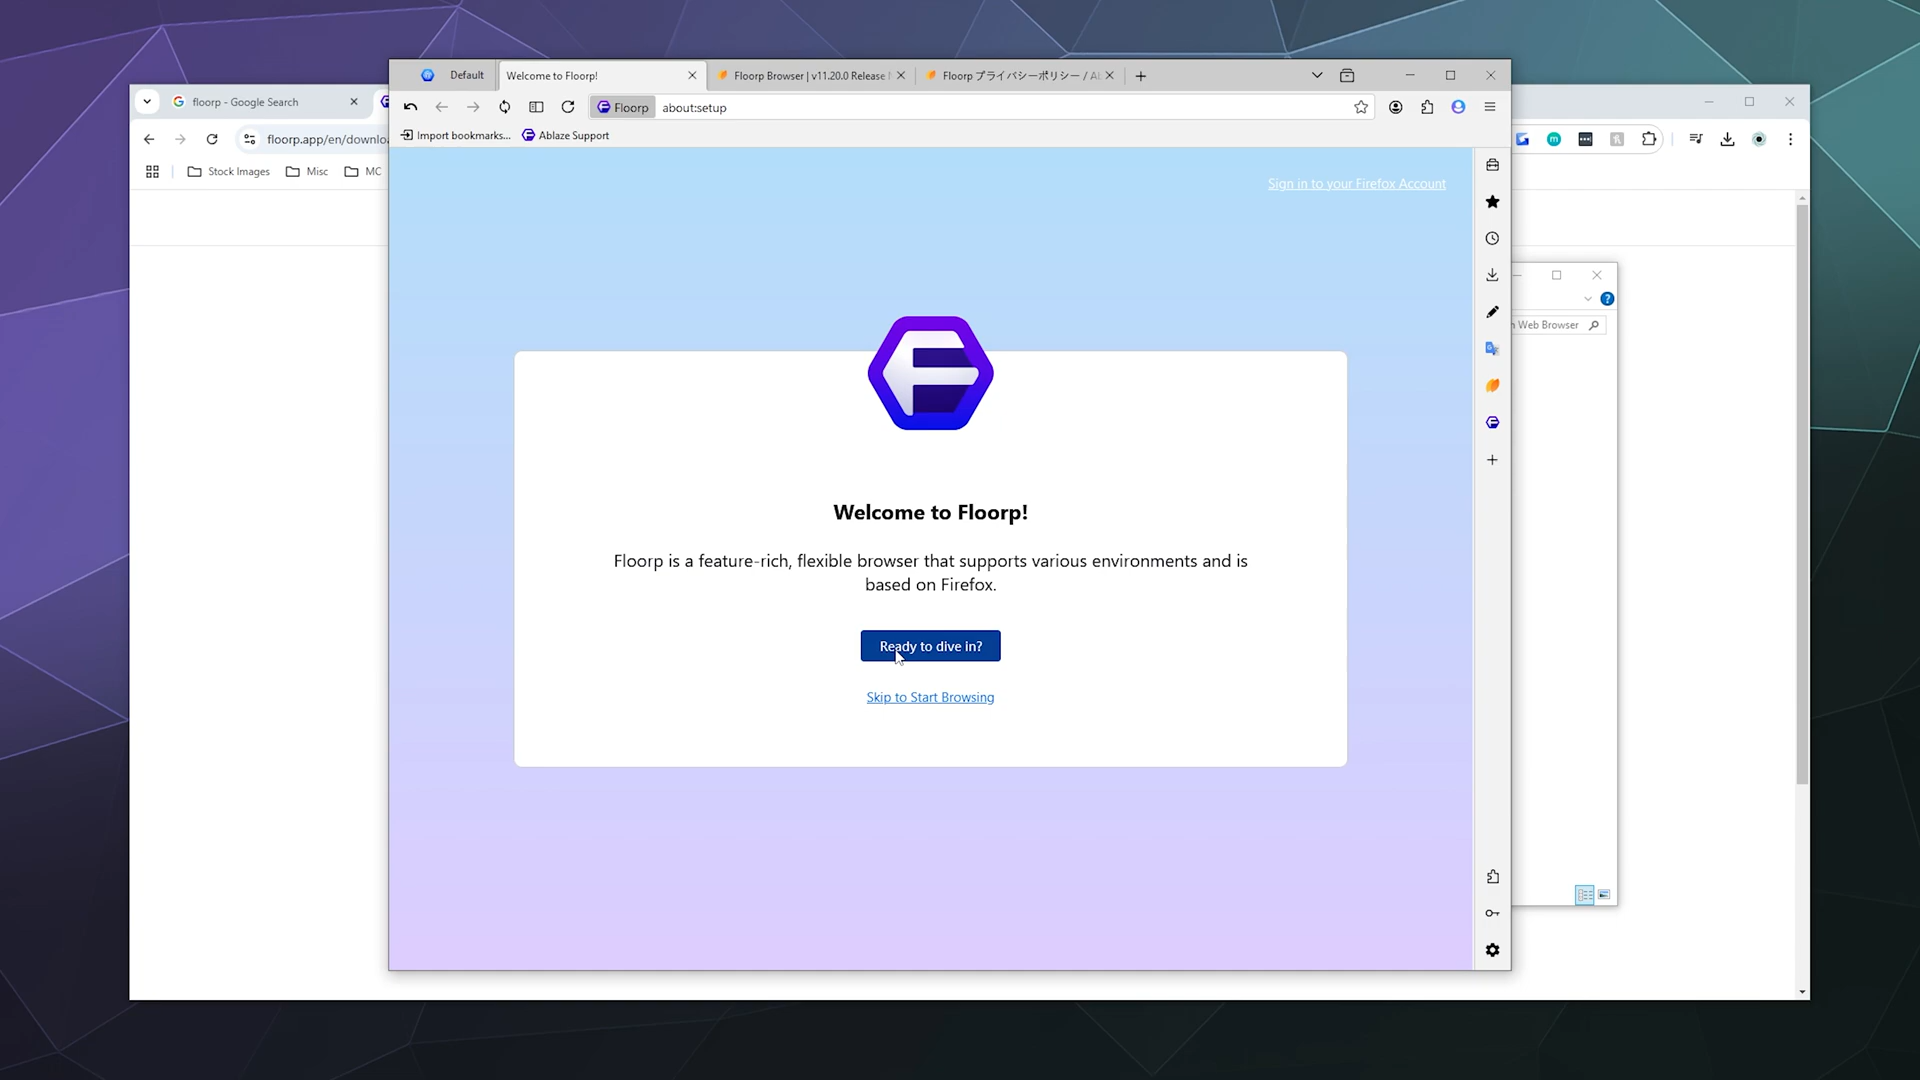 Default
Welcome to Floorp!
Floorp Browser | v11.20.0 Release
Floorp プライバシーポリシー / AL
floorp - Google Search
Floorp
about:setup
floorp.app/en/downloa
Import bookmarks...
Ablaze Support
Stock Images
Misc
MC
Sign in to your Firefox Account
Web Browser
Welcome to Floorp!
Floorp is a feature-rich, flexible browser that supports various environments and is
based on Firefox.
Ready to dive in?
Skip to Start Browsing